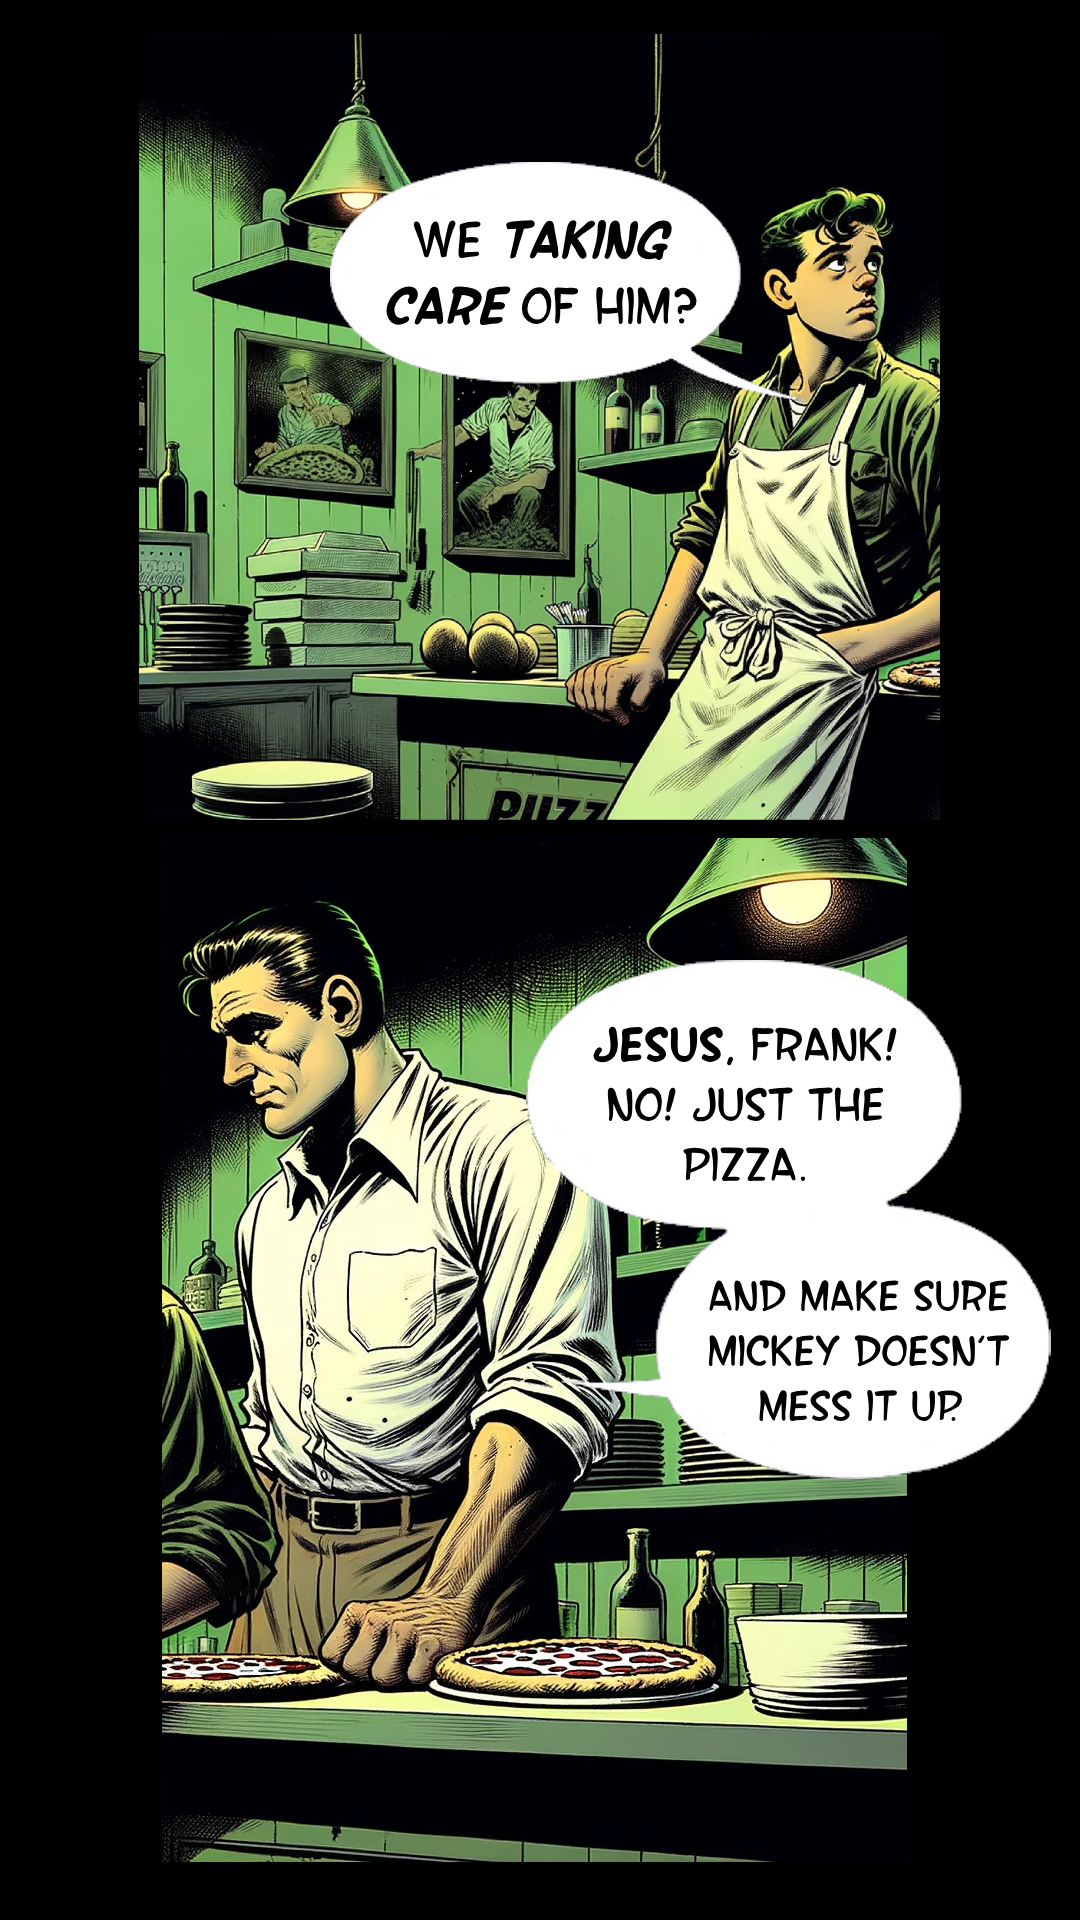 WE TAKING
CARE OF HIM?
PUZZ
JESUS, FRANK!
NO! JUST THE
PIZZA.
AND MAKE SURE
MICKEY DOESN'T
MESS IT UP.